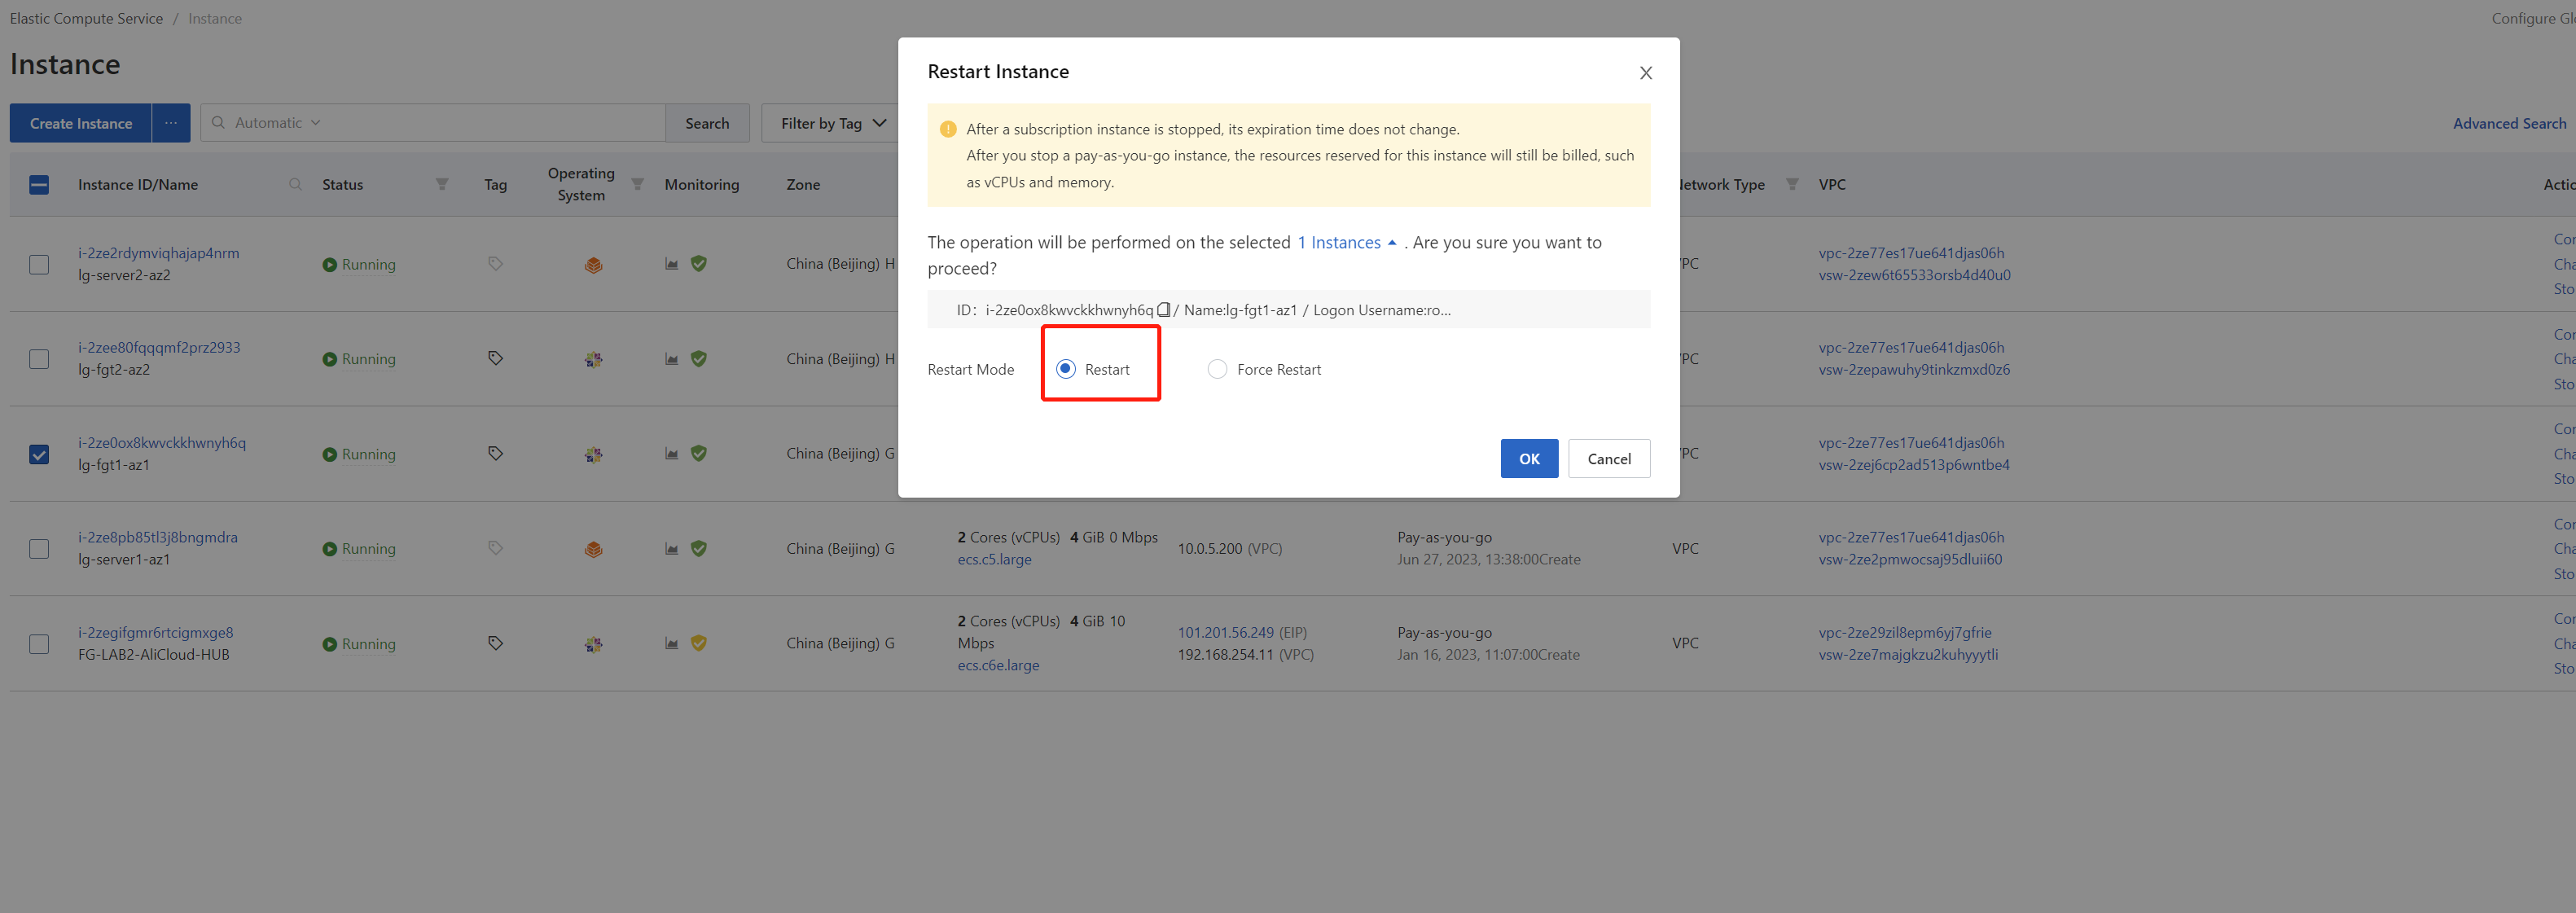 Elastic Compute Service / Instance
Configure Gl
Instance
Create Instance ...
Automatic
Search
Filter by Tag
Advanced Search
Instance ID/Name
Status
Tag
Operating
System
Monitoring
Zone
Network Type
VPC
Actio
i-2ze2rdymviqhajap4nrm
lg-server2-az2
Running
China (Beijing) H
PC
vpc-2ze77es17ue641djas06h
vsw-2zew6t65533orsb4d40u0
Con
Cha
Sto
i-2zee80fqqqmf2prz2933
lg-fgt2-az2
Running
China (Beijing) H
PC
vpc-2ze77es17ue641djas06h
vsw-2zepawuhy9tinkzmxd0z6
Con
Cha
Sto
i-2ze0ox8kwvckkhwnyh6q
lg-fgt1-az1
Running
China (Beijing) G
PC
vpc-2ze77es17ue641djas06h
vsw-2zej6cp2ad513p6wntbe4
Con
Cha
Sto
i-2ze8pb85tl3j8bngmdra
lg-server1-az1
Running
China (Beijing) G
2 Cores (vCPUs) 4 GiB 0 Mbps
ecs.c5.large
10.0.5.200 (VPC)
Pay-as-you-go
Jun 27, 2023, 13:38:00Create
VPC
vpc-2ze77es17ue641djas06h
vsw-2ze2pmwocsaj95dluii60
Con
Cha
Sto
i-2zegifgmr6rtcigmxge8
FG-LAB2-AliCloud-HUB
Running
China (Beijing) G
2 Cores (vCPUs) 4 GiB 10
Mbps
ecs.c6e.large
101.201.56.249 (EIP)
192.168.254.11 (VPC)
Pay-as-you-go
Jan 16, 2023, 11:07:00Create
VPC
vpc-2ze29zil8epm6yj7gfrie
vsw-2ze7majgkzu2kuhyyytli
Con
Cha
Sto
Restart Instance
After a subscription instance is stopped, its expiration time does not change.
After you stop a pay-as-you-go instance, the resources reserved for this instance will still be billed, such
as vCPUs and memory.
The operation will be performed on the selected 1 Instances . Are you sure you want to
proceed?
ID: i-2ze0ox8kwvckkhwnyh6q / Name:lg-fgt1-az1 / Logon Username:ro...
Restart Mode
Restart
Force Restart
OK
Cancel